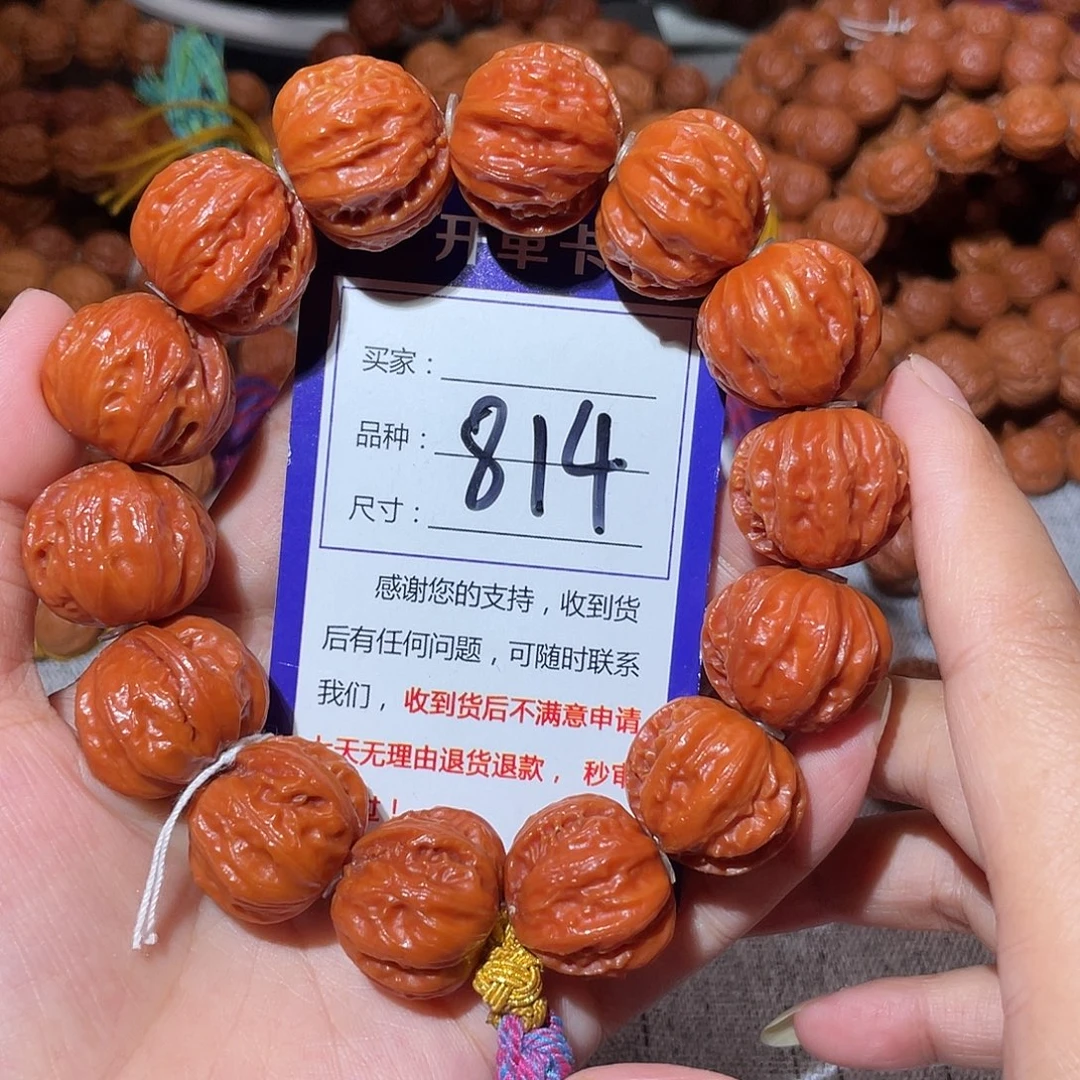 开单卡
买家：
品种：814
尺寸：
感谢您的支持，收到货
后有任何问题，可随时联系
我们，收到货后不满意申请
天无理由退货退款，秒审
过！